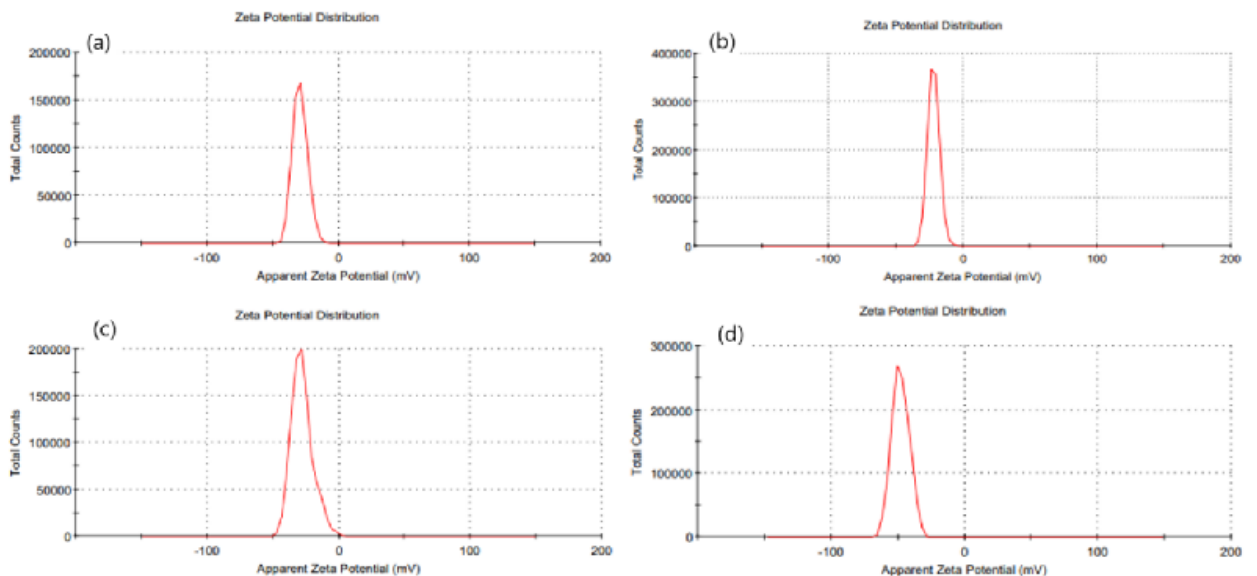 Zeta Potential Distribution
(a)
200000
150000
100000
50000
0
Total Counts
-100
0
100
200
Apparent Zeta Potential (mV)
Zeta Potential Distribution
(b)
400000
300000
200000
100000
0
Total Counts
-100
0
100
200
Apparent Zeta Potential (mV)
Zeta Potential Distribution
(c)
200000
150000
100000
50000
0
Total Counts
-100
0
100
200
Apparent Zeta Potential (mV)
Zeta Potential Distribution
(d)
300000
200000
100000
0
Total Counts
-100
0
100
200
Apparent Zeta Potential (mV)